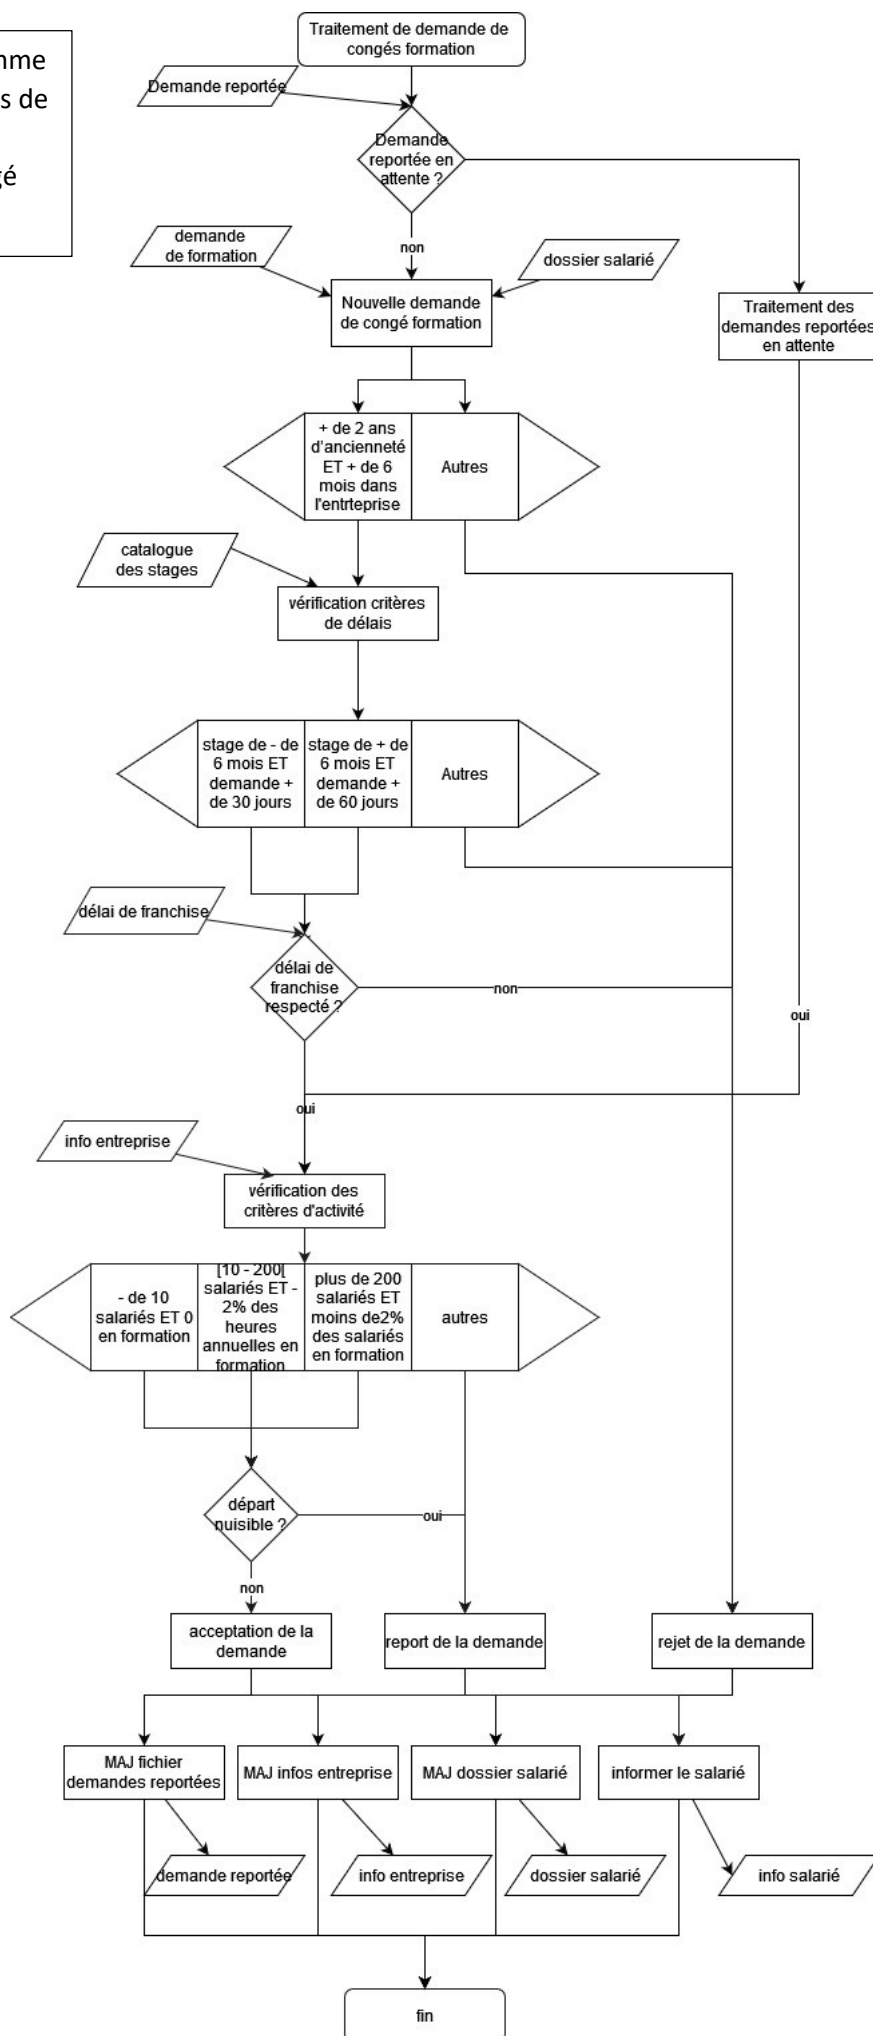 Traitement de demande de
congés formation
s de
Demande reportée
Demande
reportée en
attente ?
non
demande
de formation
dossier salarié
Nouvelle demande
de congé formation
Traitement des
demandes reportées
en attente
+ de 2 ans
d'ancienneté
ET + de 6
mois dans
l'entrteprise
Autres
catalogue
des stages
vérification critères
de délais
stage de - de
6 mois ET
demande +
de 30 jours
stage de + de
6 mois ET
demande +
de 60 jours
Autres
délai de franchise
délai de
franchise
respecté ?
non
oui
oui
info entreprise
vérification des
critères d'activité
- de 10
salariés ET 0
en formation
[10 - 200[
salariés ET -
2% des
heures
annuelles en
formation
plus de 200
salariés ET
moins de2%
des salariés
en formation
autres
départ
nuisible ?
oui
non
acceptation de la
demande
report de la demande
rejet de la demande
MAJ fichier
demandes reportées
MAJ infos entreprise
MAJ dossier salarié
informer le salarié
demande reportée
info entreprise
dossier salarié
info salarié
fin